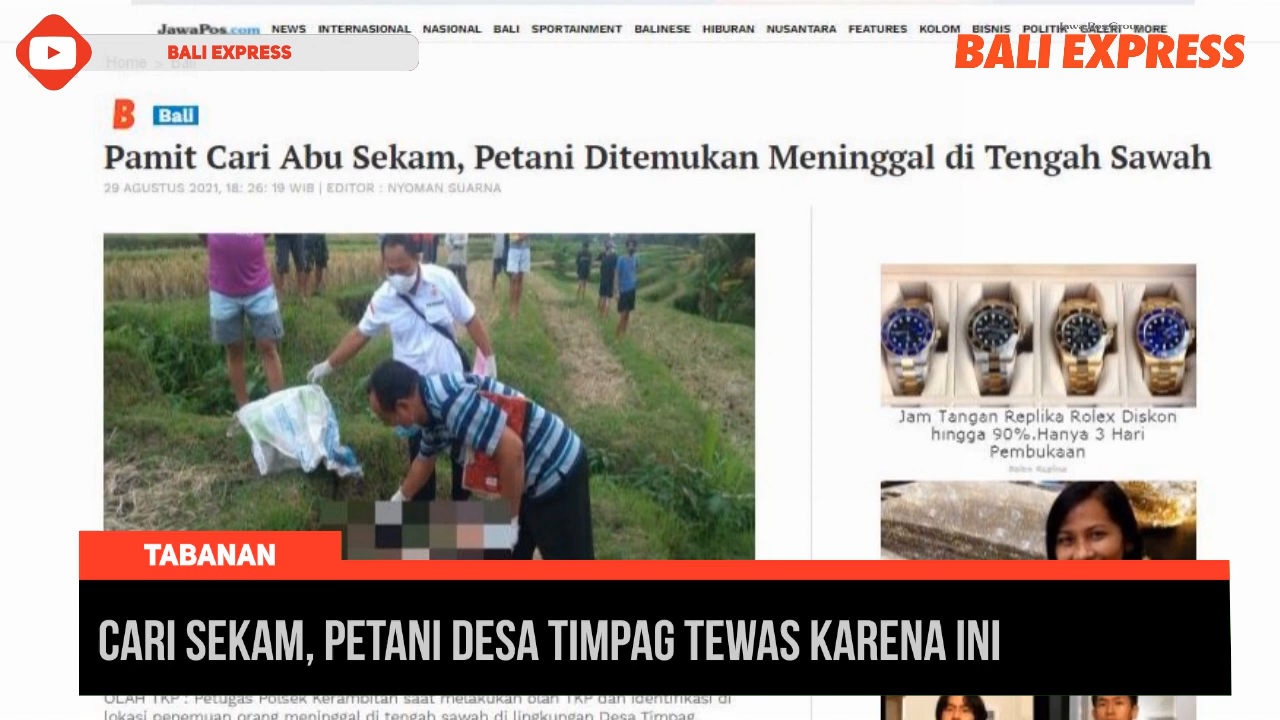 JawaPos.com NEWS INTERNASIONAL NASIONAL BALI SPORTAINMENT BALINESE HIBURAN NUSANTARA FEATURES KOLOM BISNIS POLITIK GALERI MORE
JawaPosGroup
BALI EXPRESS
BALI EXPRESS
Home > Bali
B Bali
Pamit Cari Abu Sekam, Petani Ditemukan Meninggal di Tengah Sawah
29 AGUSTUS 2021, 18: 26: 19 WIB | EDITOR : NYOMAN SUARNA
Jam Tangan Replika Rolex Diskon
hingga 90%.Hanya 3 Hari
Pembukaan
TABANAN
CARI SEKAM, PETANI DESA TIMPAG TEWAS KARENA INI
OLAH TKP : Petugas Polsek Kerambitan saat melakukan olah TKP dan identifikasi di
lokasi penemuan orang meninggal di tengah sawah di lingkungan Desa Timpag,